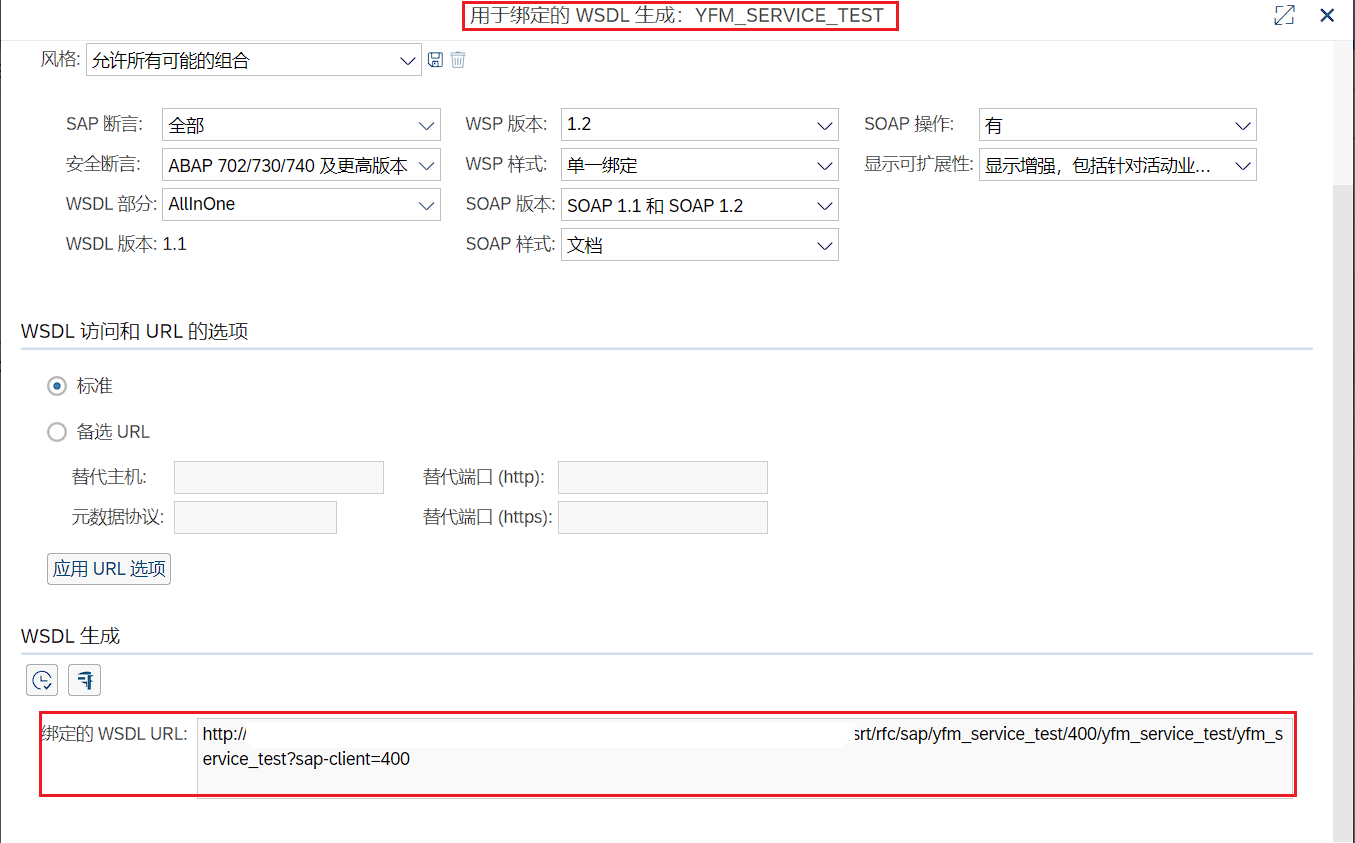 用于绑定的 WSDL 生成：YFM_SERVICE_TEST
风格: 允许所有可能的组合
SAP 断言: 全部 WSP 版本: 1.2 SOAP 操作: 有
安全断言: ABAP 702/730/740 及更高版本 WSP 样式: 单一绑定 显示可扩展性: 显示增强，包括针对活动业...
WSDL 部分: AllInOne SOAP 版本: SOAP 1.1 和 SOAP 1.2
WSDL 版本: 1.1 SOAP 样式: 文档
WSDL 访问和 URL 的选项
标准
备选 URL
替代主机: 替代端口 (http):
元数据协议: 替代端口 (https):
应用 URL 选项
WSDL 生成
绑定的 WSDL URL: http:// srt/rfc/sap/yfm_service_test/400/yfm_service_test/yfm_s
ervice_test?sap-client=400